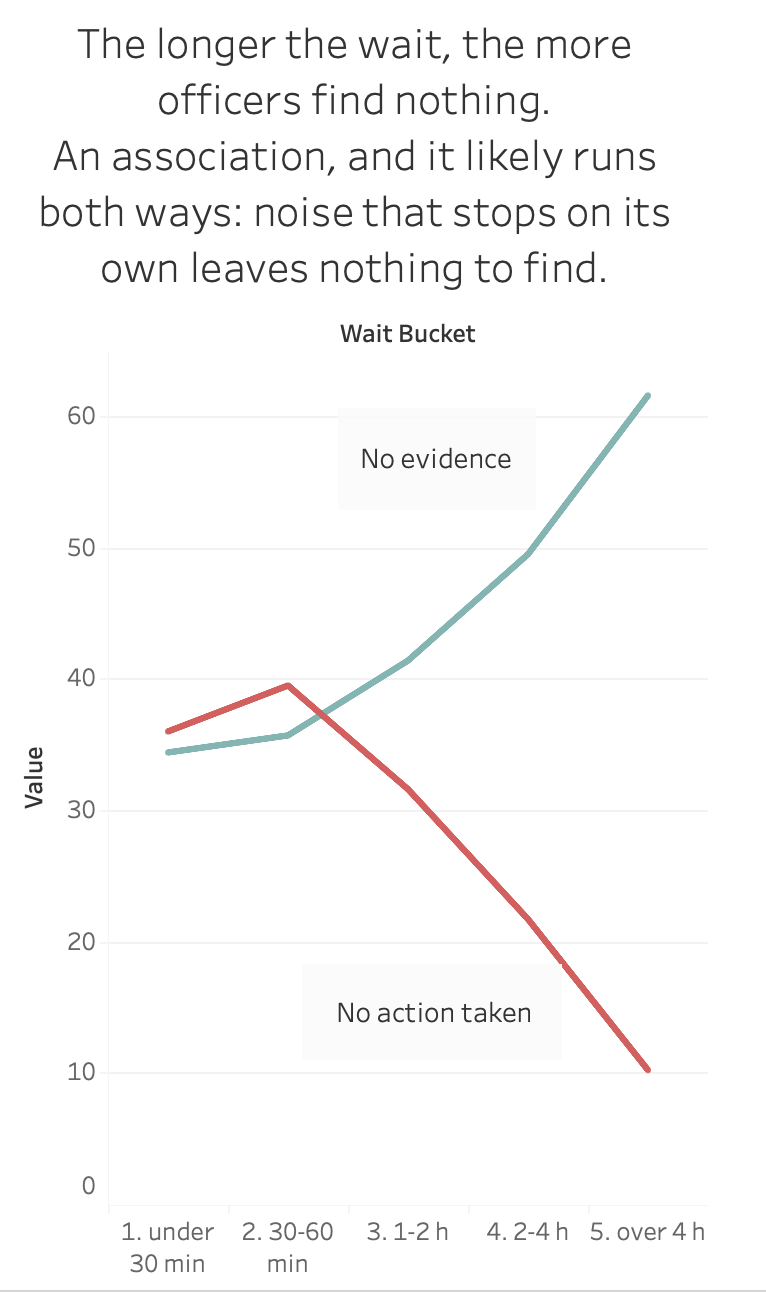 The longer the wait, the more
officers find nothing.
An association, and it likely runs
both ways: noise that stops on its
own leaves nothing to find.
Wait Bucket
60
No evidence
50
40
Value
30
20
No action taken
10
0
1. under
30 min
2. 30-60
min
3. 1-2 h
4. 2-4 h
5. over 4 h